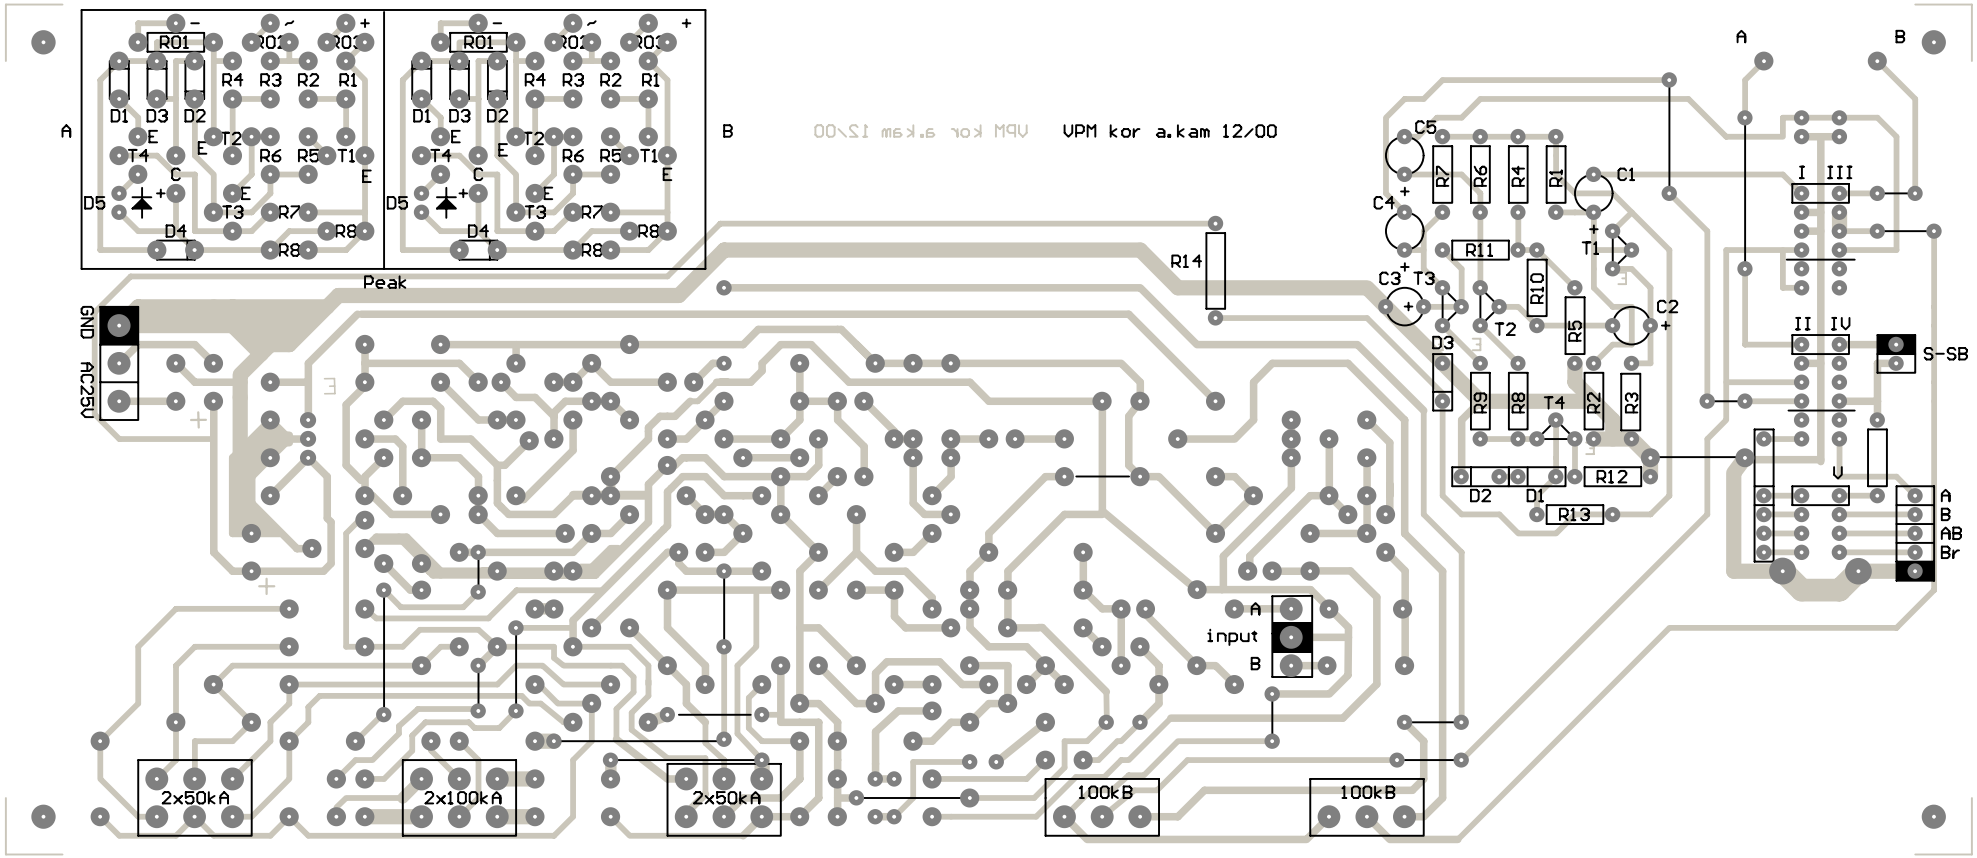 - ~ +
- ~ +
R01 R02 R03
R01 R02 R03
R4 R3 R2 R1
R4 R3 R2 R1
D1 D3 D2
D1 D3 D2
A
E E T2
E T2
B
VPM kor a.kam 12/00
VPM kor a.kam 12/00
T4 R6 R5 T1
T4 R6 R5 T1
C E
C E
D5 + E
D5 + E
T3 R7
T3 R7
D4 R8
D4 R8
R8
R8
Peak
GND
AC25V
E
+
+
R14
C5
R7 R6 R4 R1
C1
+
C4
+
R11
T1
E
+
C3 T3
+
R10
R5
C2
+
T2
E
D3
R9 R8
T4
R2 R3
E
D2 D1
R12
R13
A B
I III
II IV
S-SB
V
A
B
AB
Br
A
input
B
2x50kA
2x100kA
2x50kA
100kB
100kB